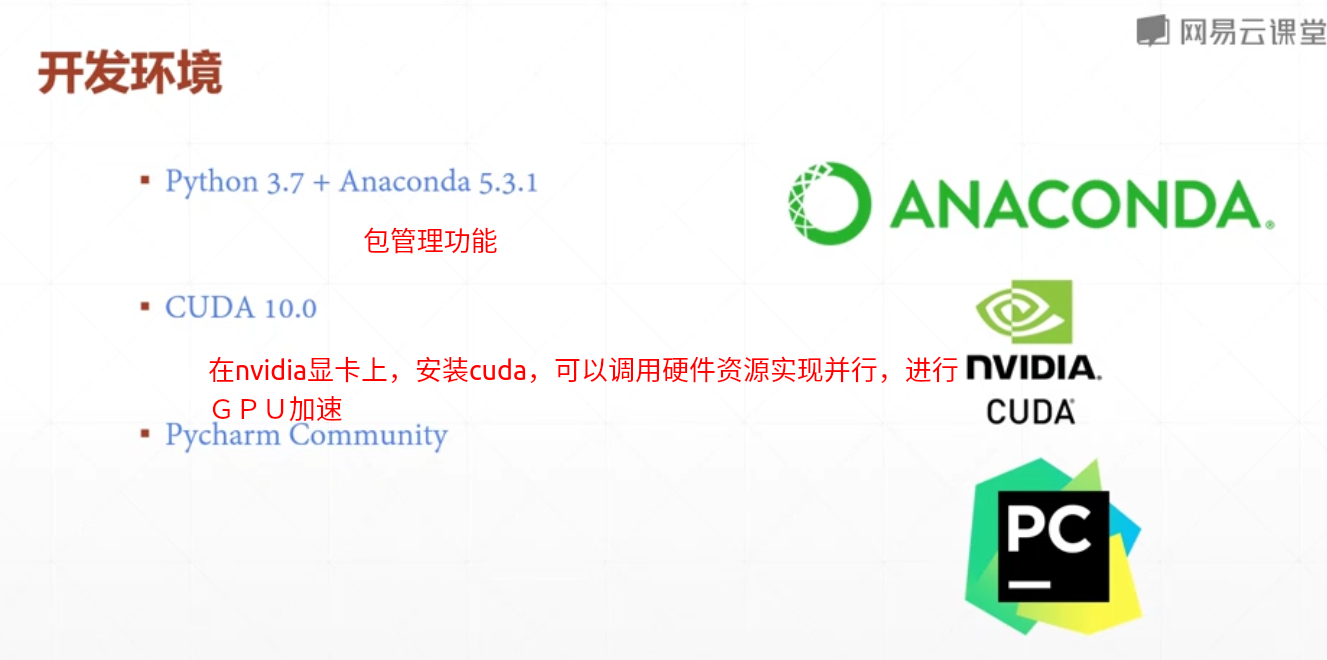 网易云课堂
开发环境
Python 3.7 + Anaconda 5.3.1
ANACONDA®
包管理功能
CUDA 10.0
在nvidia显卡上，安装cuda，可以调用硬件资源实现并行，进行
ＧＰＵ加速
NVIDIA.
CUDA®
Pycharm Community
PC